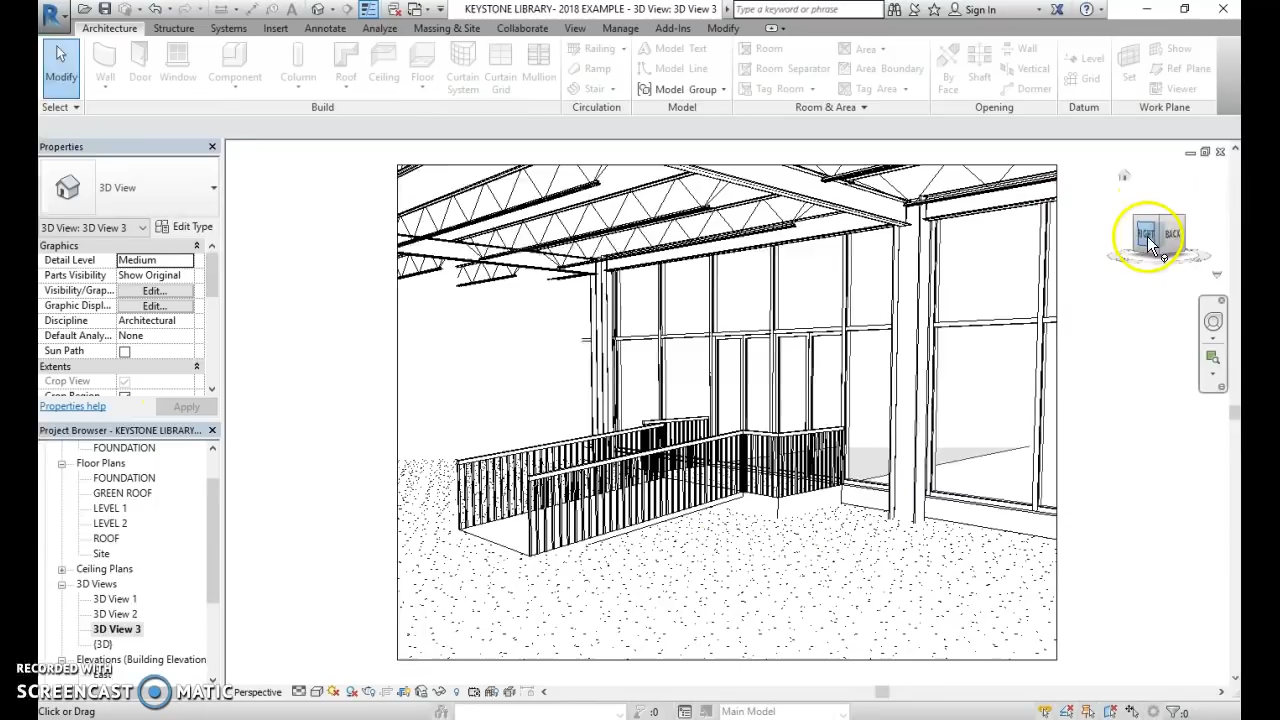 KEYSTONE LIBRARY- 2018 EXAMPLE - 3D View: 3D View 3
Type a keyword or phrase
Sign In
Architecture Structure Systems Insert Annotate Analyze Massing & Site Collaborate View Manage Add-Ins Modify
Modify
Wall Door Window Component Column Roof Ceiling Floor Curtain System Curtain Grid Mullion
Railing
Ramp
Stair
Model Text
Model Line
Model Group
Room
Room Separator
Tag Room
Area
Area Boundary
Tag Area
By Face
Shaft
Wall
Vertical
Dormer
Level
Grid
Set
Show
Ref Plane
Viewer
Select Build Circulation Model Room & Area Opening Datum Work Plane
Properties
3D View
3D View: 3D View 3
Edit Type
Graphics
Detail Level Medium
Parts Visibility Show Original
Visibility/Grap... Edit...
Graphic Displ... Edit...
Discipline Architectural
Default Analy... None
Sun Path
Extents
Crop View
Properties help
Apply
Project Browser - KEYSTONE LIBRARY...
FOUNDATION
Floor Plans
FOUNDATION
GREEN ROOF
LEVEL 1
LEVEL 2
ROOF
Site
Ceiling Plans
3D Views
3D View 1
3D View 2
3D View 3
(3D)
Elevations (Building Elevation
East
RIGHT
BACK
RECORDED WITH
SCREENCAST MATIC
Perspective
Click or Drag
:0
Main Model
:0